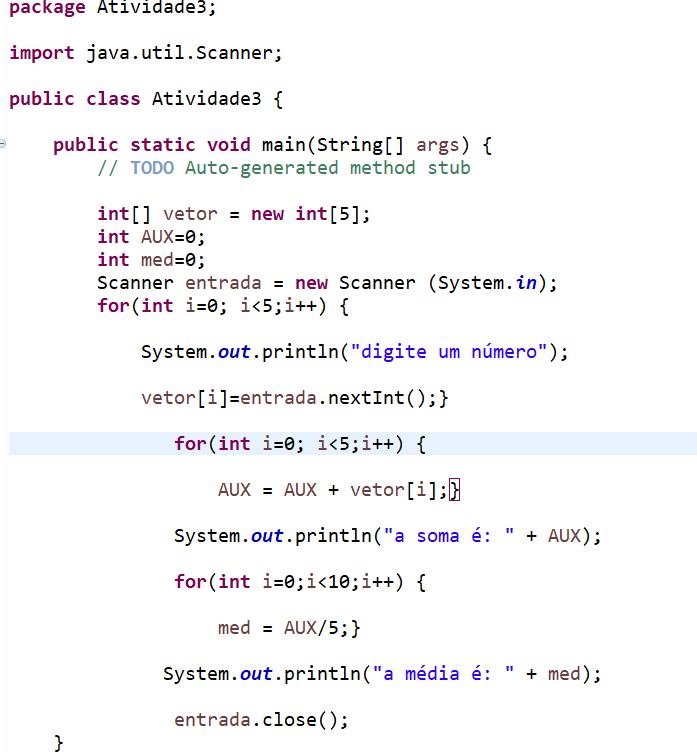 package Atividade3;
import java.util.Scanner;
public class Atividade3 {
public static void main(String[] args) {
// TODO Auto-generated method stub
int[] vetor = new int[5];
int AUX=0;
int med=0;
Scanner entrada = new Scanner (System.in);
for(int i=0; i<5;i++) {
System.out.println("digite um número");
vetor[i]=entrada.nextInt();}
for(int i=0; i<5;i++) {
AUX = AUX + vetor[i];}
System.out.println("a soma é: " + AUX);
for(int i=0;i<10;i++) {
med = AUX/5;}
System.out.println("a média é: " + med);
entrada.close();
}